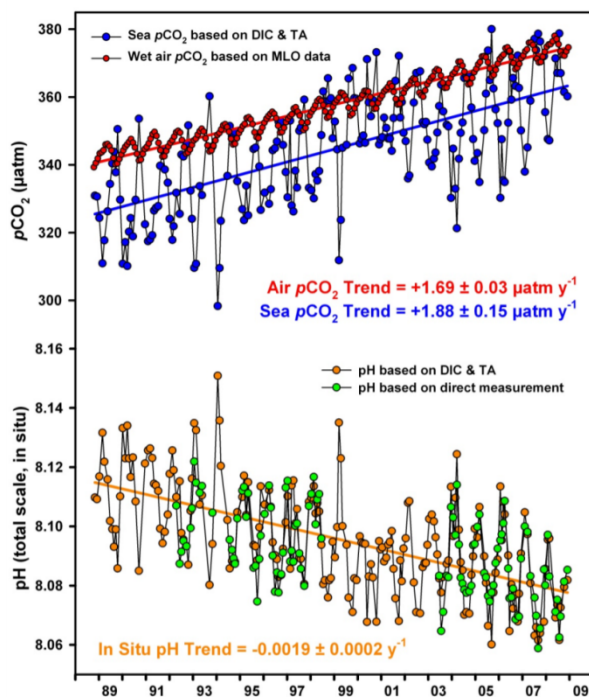 380
Sea pCO₂ based on DIC & TA
Wet air pCO₂ based on MLO data
360
340
320
300
pCO₂ (µatm)
Air pCO₂ Trend = +1.69 ± 0.03 µatm y⁻¹
Sea pCO₂ Trend = +1.88 ± 0.15 µatm y⁻¹
8.16
pH based on DIC & TA
pH based on direct measurement
8.14
8.12
8.10
8.08
8.06
pH (total scale, in situ)
In Situ pH Trend = -0.0019 ± 0.0002 y⁻¹
89 91 93 95 97 99 01 03 05 07 09